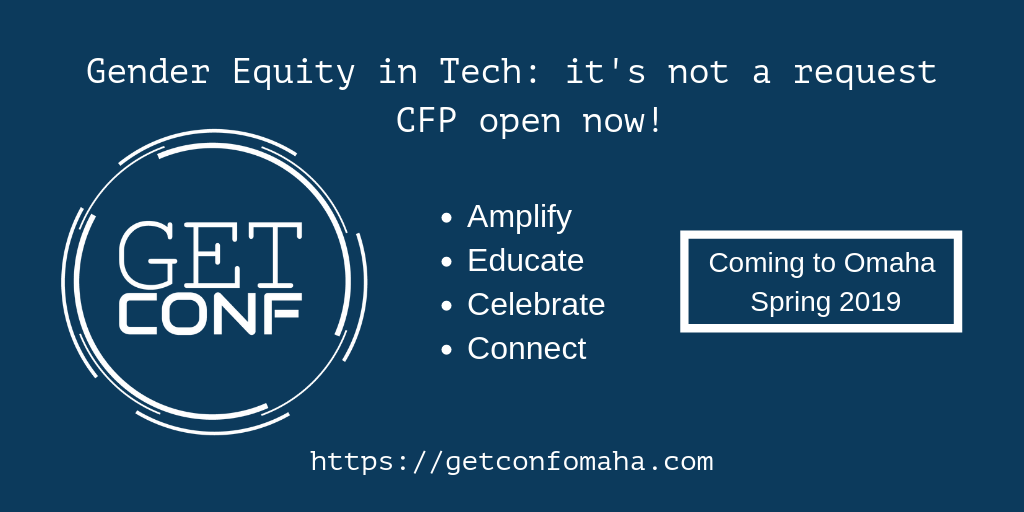 Gender Equity in Tech: it's not a request
CFP open now!
GET
CONF
• Amplify
• Educate
• Celebrate
• Connect
Coming to Omaha
Spring 2019
https://getconfomaha.com